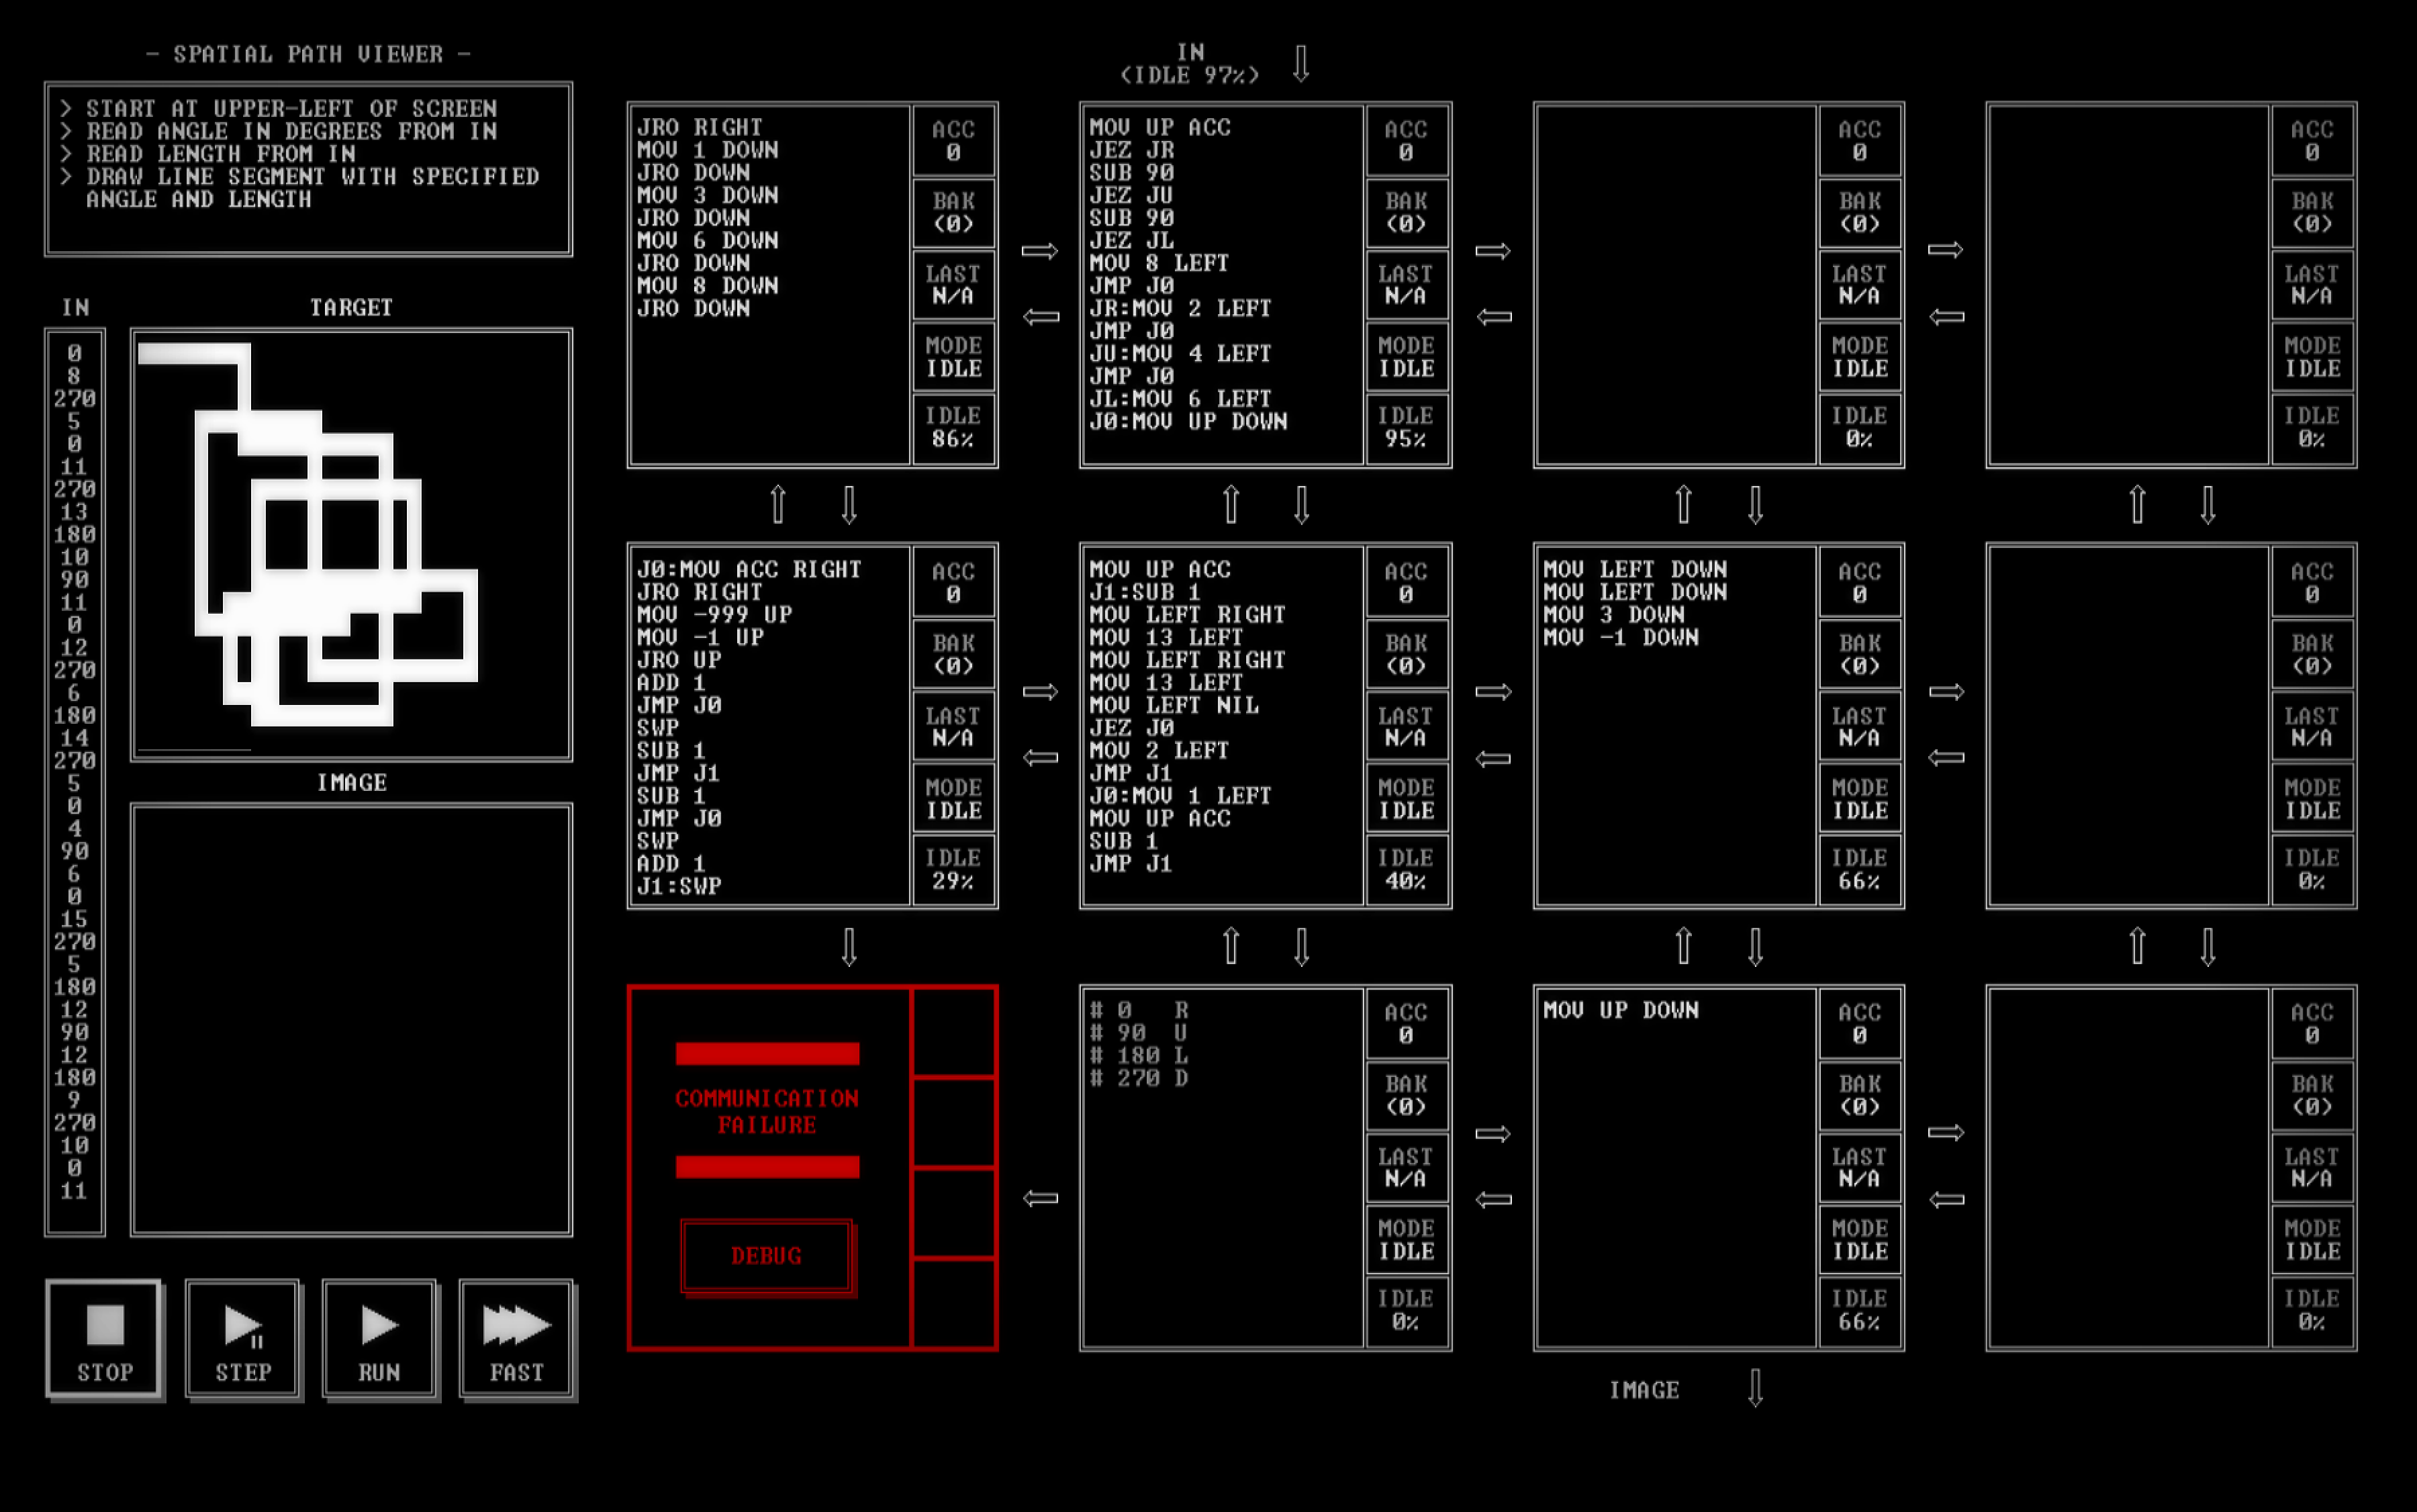 - SPATIAL PATH VIEWER -
> START AT UPPER-LEFT OF SCREEN
> READ ANGLE IN DEGREES FROM IN
> READ LENGTH FROM IN
> DRAW LINE SEGMENT WITH SPECIFIED
ANGLE AND LENGTH
IN
0
8
270
5
0
11
270
13
180
10
90
11
0
12
270
6
180
14
270
5
0
4
90
6
0
15
270
5
180
12
90
12
180
9
270
10
0
11
TARGET
IMAGE
STOP
STEP
RUN
FAST
IN
(IDLE 97%)
JRO RIGHT
MOV 1 DOWN
JRO DOWN
MOV 3 DOWN
JRO DOWN
MOV 6 DOWN
JRO DOWN
MOV 8 DOWN
JRO DOWN
ACC
0
BAK
(0)
LAST
N/A
MODE
IDLE
IDLE
86%
MOV UP ACC
JEZ JR
SUB 90
JEZ JU
SUB 90
JEZ JL
MOV 8 LEFT
JMP J0
JR:MOV 2 LEFT
JMP J0
JU:MOV 4 LEFT
JMP J0
JL:MOV 6 LEFT
J0:MOV UP DOWN
ACC
0
BAK
(0)
LAST
N/A
MODE
IDLE
IDLE
95%
ACC
0
BAK
(0)
LAST
N/A
MODE
IDLE
IDLE
0%
ACC
0
BAK
(0)
LAST
N/A
MODE
IDLE
IDLE
0%
J0:MOV ACC RIGHT
JRO RIGHT
MOV -999 UP
MOV -1 UP
JRO UP
ADD 1
JMP J0
SWP
SUB 1
JMP J1
SUB 1
JMP J0
SWP
ADD 1
J1:SWP
ACC
0
BAK
(0)
LAST
N/A
MODE
IDLE
IDLE
29%
MOV UP ACC
J1:SUB 1
MOV LEFT RIGHT
MOV 13 LEFT
MOV LEFT RIGHT
MOV 13 LEFT
MOV LEFT NIL
JEZ J0
MOV 2 LEFT
JMP J1
J0:MOV 1 LEFT
MOV UP ACC
SUB 1
JMP J1
ACC
0
BAK
(0)
LAST
N/A
MODE
IDLE
IDLE
40%
MOV LEFT DOWN
MOV LEFT DOWN
MOV 3 DOWN
MOV -1 DOWN
ACC
0
BAK
(0)
LAST
N/A
MODE
IDLE
IDLE
66%
ACC
0
BAK
(0)
LAST
N/A
MODE
IDLE
IDLE
0%
COMMUNICATION
FAILURE
DEBUG
# 0 R
# 90 U
# 180 L
# 270 D
ACC
0
BAK
(0)
LAST
N/A
MODE
IDLE
IDLE
0%
MOV UP DOWN
ACC
0
BAK
(0)
LAST
N/A
MODE
IDLE
IDLE
66%
ACC
0
BAK
(0)
LAST
N/A
MODE
IDLE
IDLE
0%
IMAGE